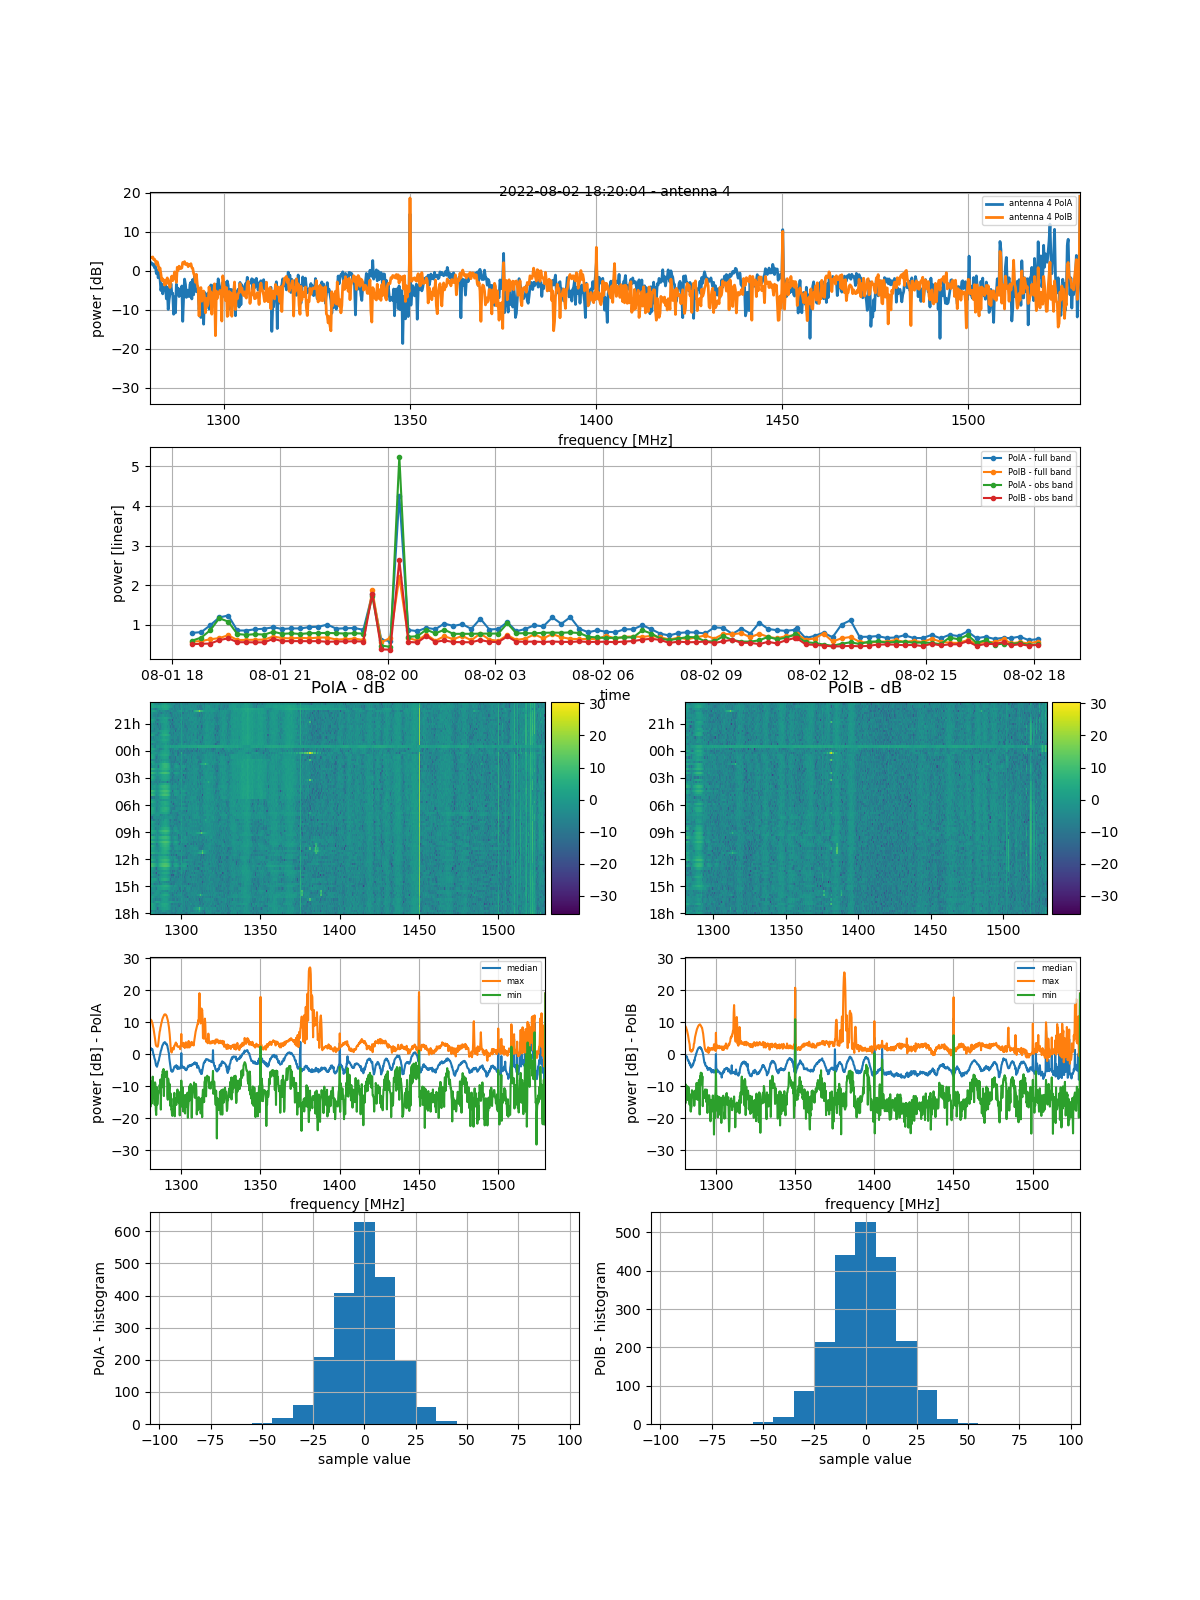 2022-08-02 18:20:04 - antenna 4
20
10
0
−10
−20
−30
power [dB]
antenna 4 PolA
antenna 4 PolB
1300
1350
1400
1450
1500
frequency [MHz]
5
4
3
2
1
power [linear]
PolA - full band
PolB - full band
PolA - obs band
PolB - obs band
08-01 18
08-01 21
08-02 00
08-02 03
08-02 06
08-02 09
08-02 12
08-02 15
08-02 18
time
PolA - dB
21h
00h
03h
06h
09h
12h
15h
18h
1300
1350
1400
1450
1500
30
20
10
0
−10
−20
−30
PolB - dB
21h
00h
03h
06h
09h
12h
15h
18h
1300
1350
1400
1450
1500
30
20
10
0
−10
−20
−30
30
20
10
0
−10
−20
−30
power [dB] - PolA
median
max
min
1300
1350
1400
1450
1500
frequency [MHz]
30
20
10
0
−10
−20
−30
power [dB] - PolB
median
max
min
1300
1350
1400
1450
1500
frequency [MHz]
600
500
400
300
200
100
0
PolA - histogram
−100
−75
−50
−25
0
25
50
75
100
sample value
500
400
300
200
100
0
PolB - histogram
−100
−75
−50
−25
0
25
50
75
100
sample value